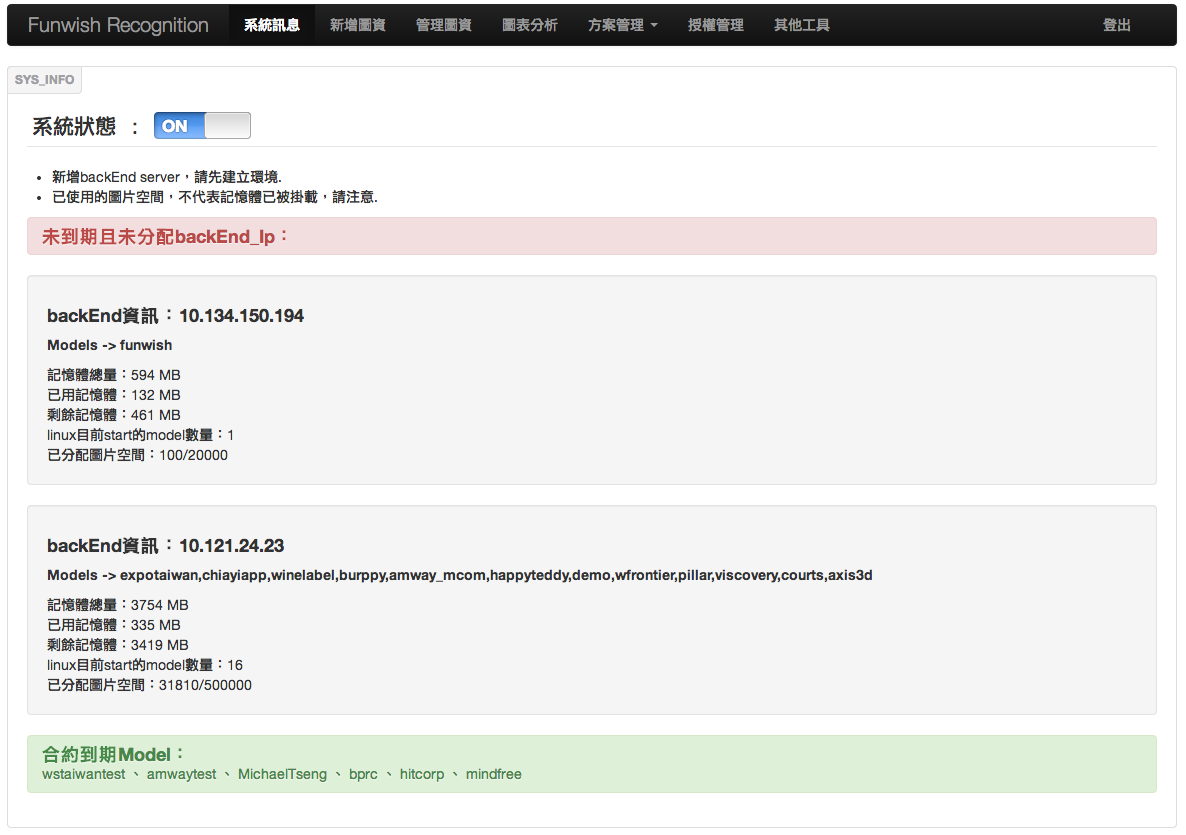 Funwish Recognition 系統訊息 新增圖資 管理圖資 圖表分析 方案管理 授權管理 其他工具 登出
SYS_INFO
系統狀態 : ON
新增backEnd server,請先建立環境.
已使用的圖片空間,不代表記憶體已被掛載,請注意.
未到期且未分配backEnd_Ip:
backEnd資訊:10.134.150.194
Models -> funwish
記憶體總量:594 MB
已用記憶體:132 MB
剩餘記憶體:461 MB
linux目前start的model數量:1
已分配圖片空間:100/20000
backEnd資訊:10.121.24.23
Models -> expotaiwan,chiayiapp,winelabel,burppy,amway_mcom,happyteddy,demo,wfrontier,pillar,viscovery,courts,axis3d
記憶體總量:3754 MB
已用記憶體:335 MB
剩餘記憶體:3419 MB
linux目前start的model數量:16
已分配圖片空間:31810/500000
合約到期Model:
wstaiwantest 、 amwaytest 、 MichaelTseng 、 bprc 、 hitcorp 、 mindfree